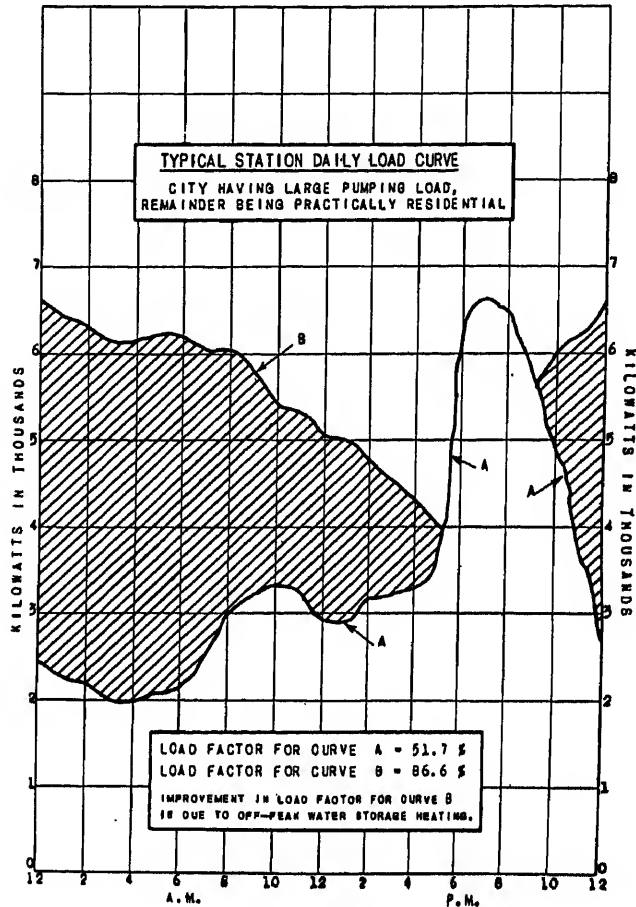 TYPICAL STATION DAILY LOAD CURVE
CITY HAVING LARGE PUMPING LOAD,
REMAINDER BEING PRACTICALLY RESIDENTIAL
8
7
6
5
4
3
2
1
0
KILOWATTS IN THOUSANDS
8
7
6
5
4
3
2
1
0
KILOWATTS IN THOUSANDS
B
A
A
A
LOAD FACTOR FOR CURVE A = 51.7 %
LOAD FACTOR FOR CURVE B = 86.6 %
IMPROVEMENT IN LOAD FACTOR FOR CURVE B
IS DUE TO OFF-PEAK WATER STORAGE HEATING.
12 2 4 6 8 10 12 2 4 6 8 10 12
A.M. P.M.